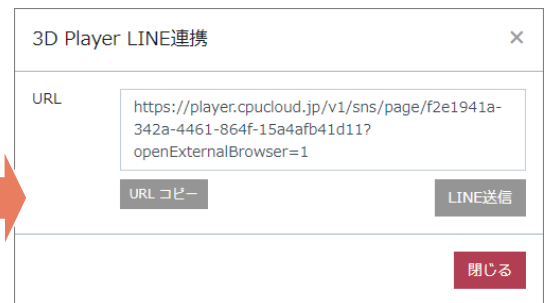 3D Player LINE連携
×
URL
https://player.cpucloud.jp/v1/sns/page/f2e1941a-
342a-4461-864f-15a4afb41d11?
openExternalBrowser=1
URL コピー
LINE送信
閉じる